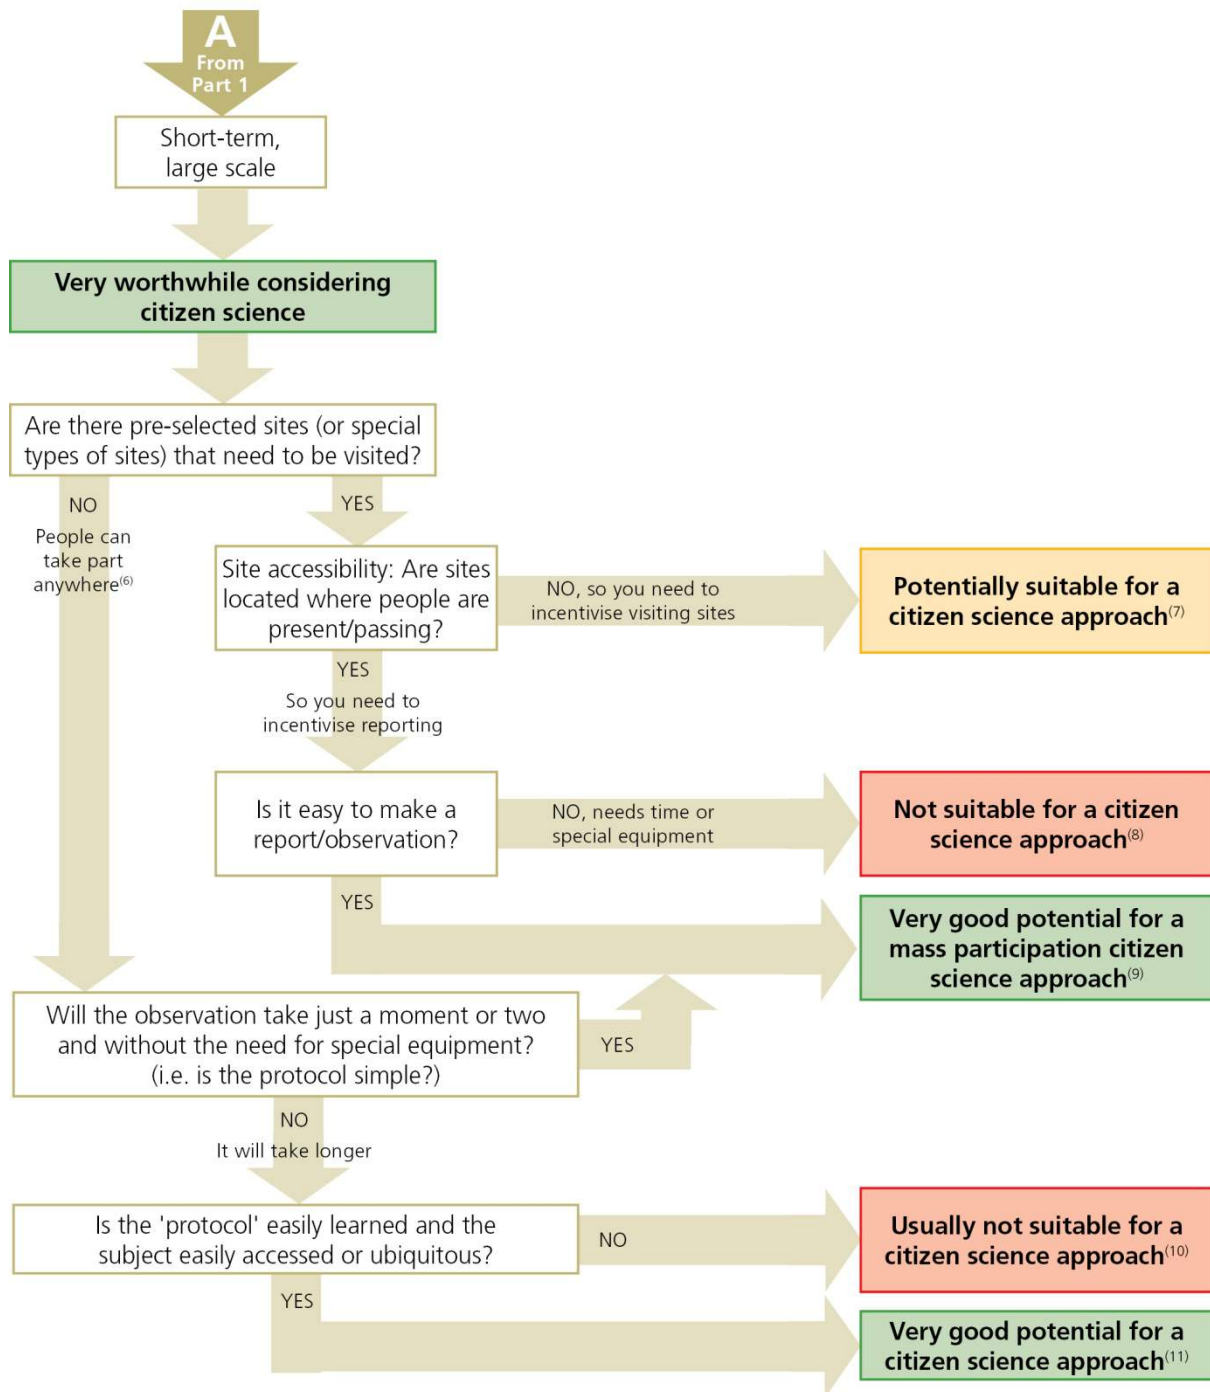 A
From
Part 1
Short-term,
large scale
Very worthwhile considering
citizen science
Are there pre-selected sites (or special
types of sites) that need to be visited?
NO
People can
take part
anywhere(6)
YES
Site accessibility: Are sites
located where people are
present/passing?
NO, so you need to
incentivise visiting sites
Potentially suitable for a
citizen science approach(7)
YES
So you need to
incentivise reporting
Is it easy to make a
report/observation?
NO, needs time or
special equipment
Not suitable for a citizen
science approach(8)
YES
Very good potential for a
mass participation citizen
science approach(9)
Will the observation take just a moment or two
and without the need for special equipment?
(i.e. is the protocol simple?)
YES
NO
It will take longer
Is the 'protocol' easily learned and the
subject easily accessed or ubiquitous?
NO
Usually not suitable for a
citizen science approach(10)
YES
Very good potential for a
citizen science approach(11)